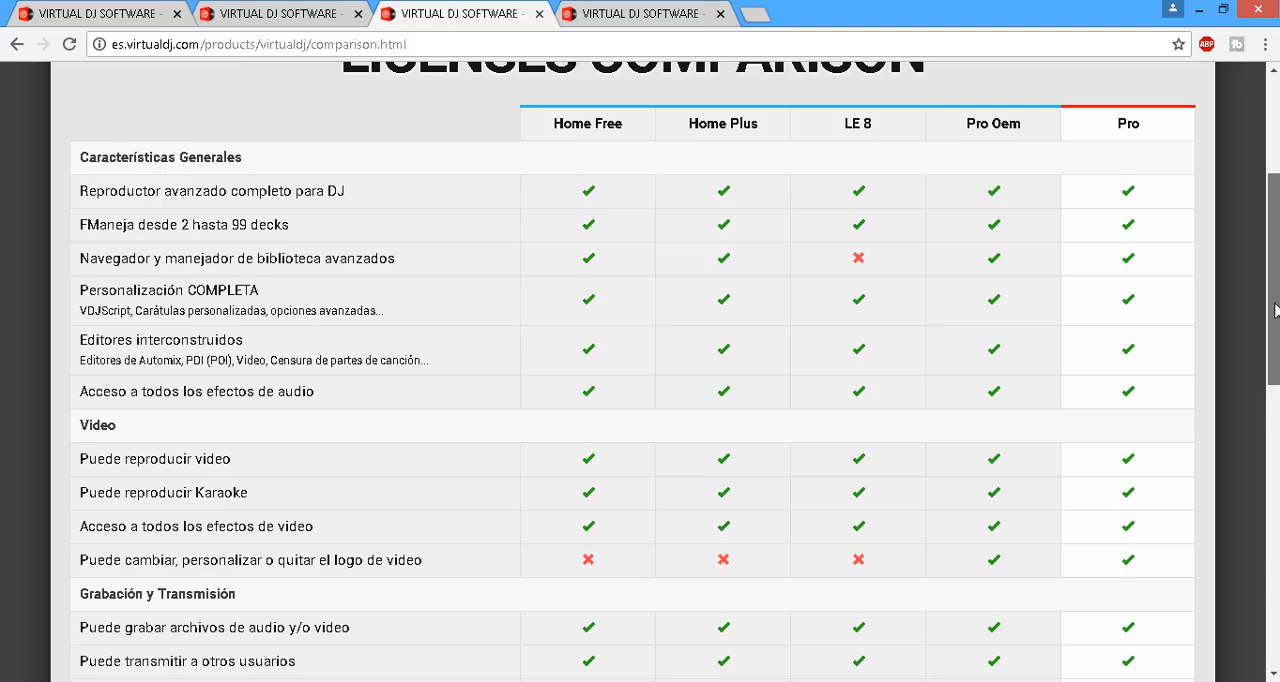 VIRTUAL DJ SOFTWARE -
VIRTUAL DJ SOFTWARE -
VIRTUAL DJ SOFTWARE -
VIRTUAL DJ SOFTWARE -
es.virtualdj.com/products/virtualdj/comparison.html
ABP
LICENSES COMPARISON
Home Free Home Plus LE 8 Pro Oem Pro
Características Generales
Reproductor avanzado completo para DJ
FManeja desde 2 hasta 99 decks
Navegador y manejador de biblioteca avanzados
Personalización COMPLETA
VDJScript, Carátulas personalizadas, opciones avanzadas...
Editores interconstruidos
Editores de Automix, PDI (POI), Video, Censura de partes de canción...
Acceso a todos los efectos de audio
Video
Puede reproducir video
Puede reproducir Karaoke
Acceso a todos los efectos de video
Puede cambiar, personalizar o quitar el logo de video
Grabación y Transmisión
Puede grabar archivos de audio y/o video
Puede transmitir a otros usuarios